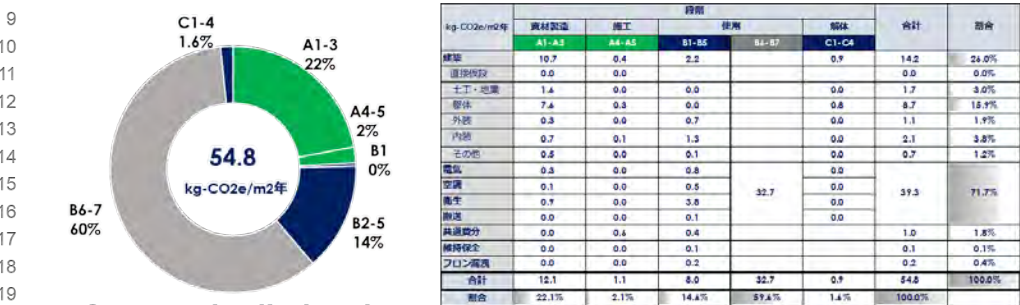 9
10
11
12
13
14
15
16
17
18
19
C1-4
1.6%
A1-3
22%
A4-5
2%
B1
0%
54.8
kg-CO2e/m2年
B6-7
60%
B2-5
14%
kg-CO2e/m2年 段階 合計 割合
資材製造 施工 使用 解体
A1-A3 A4-A5 B1-B5 B6-B7 C1-C4
建築 10.7 0.4 2.2 0.9 14.2 26.0%
直接仮設 0.0 0.0 0.0 0.0%
土工・地業 1.6 0.0 0.0 0.0 1.7 3.0%
躯体 7.6 0.3 0.0 0.8 8.7 15.9%
外装 0.3 0.0 0.7 0.0 1.1 1.9%
内装 0.7 0.1 1.3 0.0 2.1 3.8%
その他 0.5 0.0 0.1 0.0 0.7 1.2%
電気 0.3 0.0 0.8 32.7 0.0 39.3 71.7%
空調 0.1 0.0 0.5 0.0
衛生 0.9 0.0 3.8 0.0
搬送 0.0 0.0 0.1 0.0
共通費分 0.0 0.6 0.4 1.0 1.8%
維持保全 0.0 0.0 0.1 0.1 0.1%
フロン漏洩 0.0 0.0 0.2 0.2 0.4%
合計 12.1 1.1 8.0 32.7 0.9 54.8 100.0%
割合 22.1% 2.1% 14.6% 59.6% 1.6% 100.0%